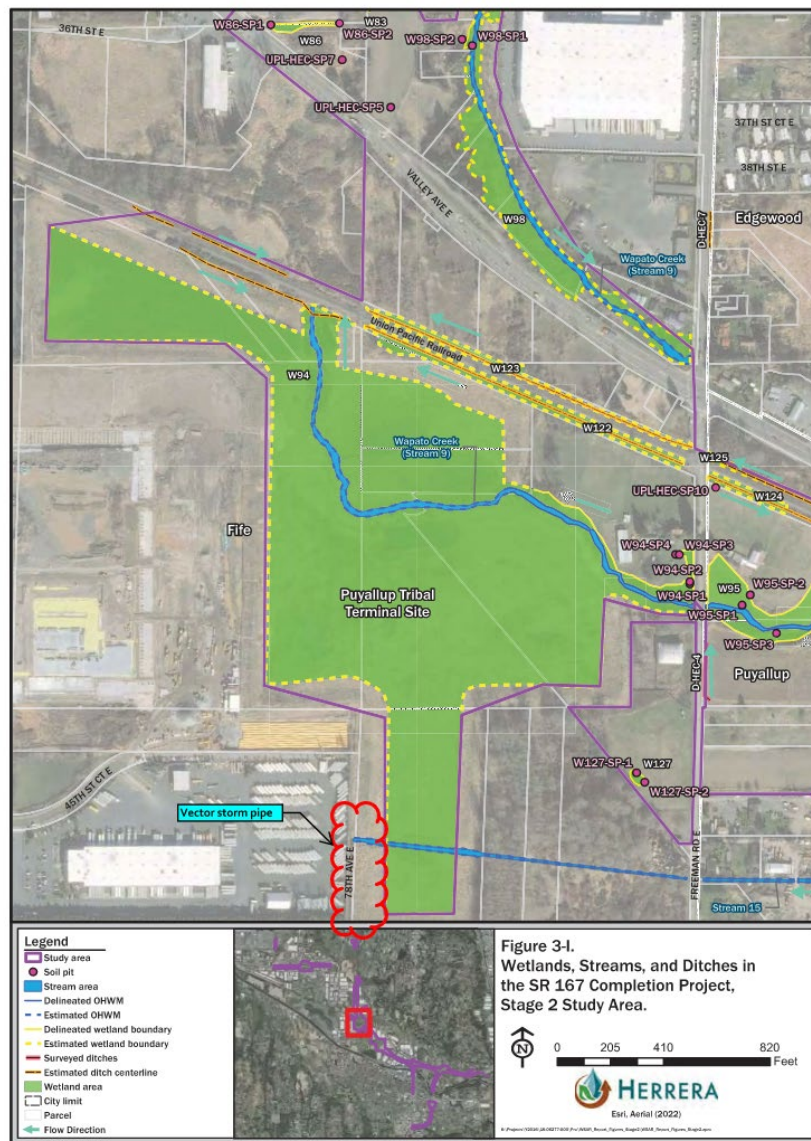 36TH ST E
W86-SP1
W83
W86-SP2
W86
W98-SP2
W98-SP1
UPL-HEC-SP7
UPL-HEC-SP5
37TH ST CT E
38TH ST E
VALLEY AVE E
W98
D-HEC-7
Edgewood
Wapato Creek
(Stream 9)
Union Pacific Railroad
W123
W94
W122
Wapato Creek
(Stream 9)
W125
UPL-HEC-SP10
W124
Fife
W94-SP4
W94-SP3
W94-SP2
W94-SP1
W95
W95-SP-2
W95-SP1
W95-SP3
Puyallup Tribal
Terminal Site
D-HEC-4
Puyallup
W127-SP-1
W127
W127-SP-2
45TH ST CT E
Vector storm pipe
78TH AVE E
FREEMAN RD E
Stream 15
Legend
Study area
Soil pit
Stream area
Delineated OHWM
Estimated OHWM
Delineated wetland boundary
Estimated wetland boundary
Surveyed ditches
Estimated ditch centerline
Wetland area
City limit
Parcel
Flow Direction
Figure 3-I.
Wetlands, Streams, and Ditches in
the SR 167 Completion Project,
Stage 2 Study Area.
N
0 205 410 820
Feet
HERRERA
Esri, Aerial (2022)